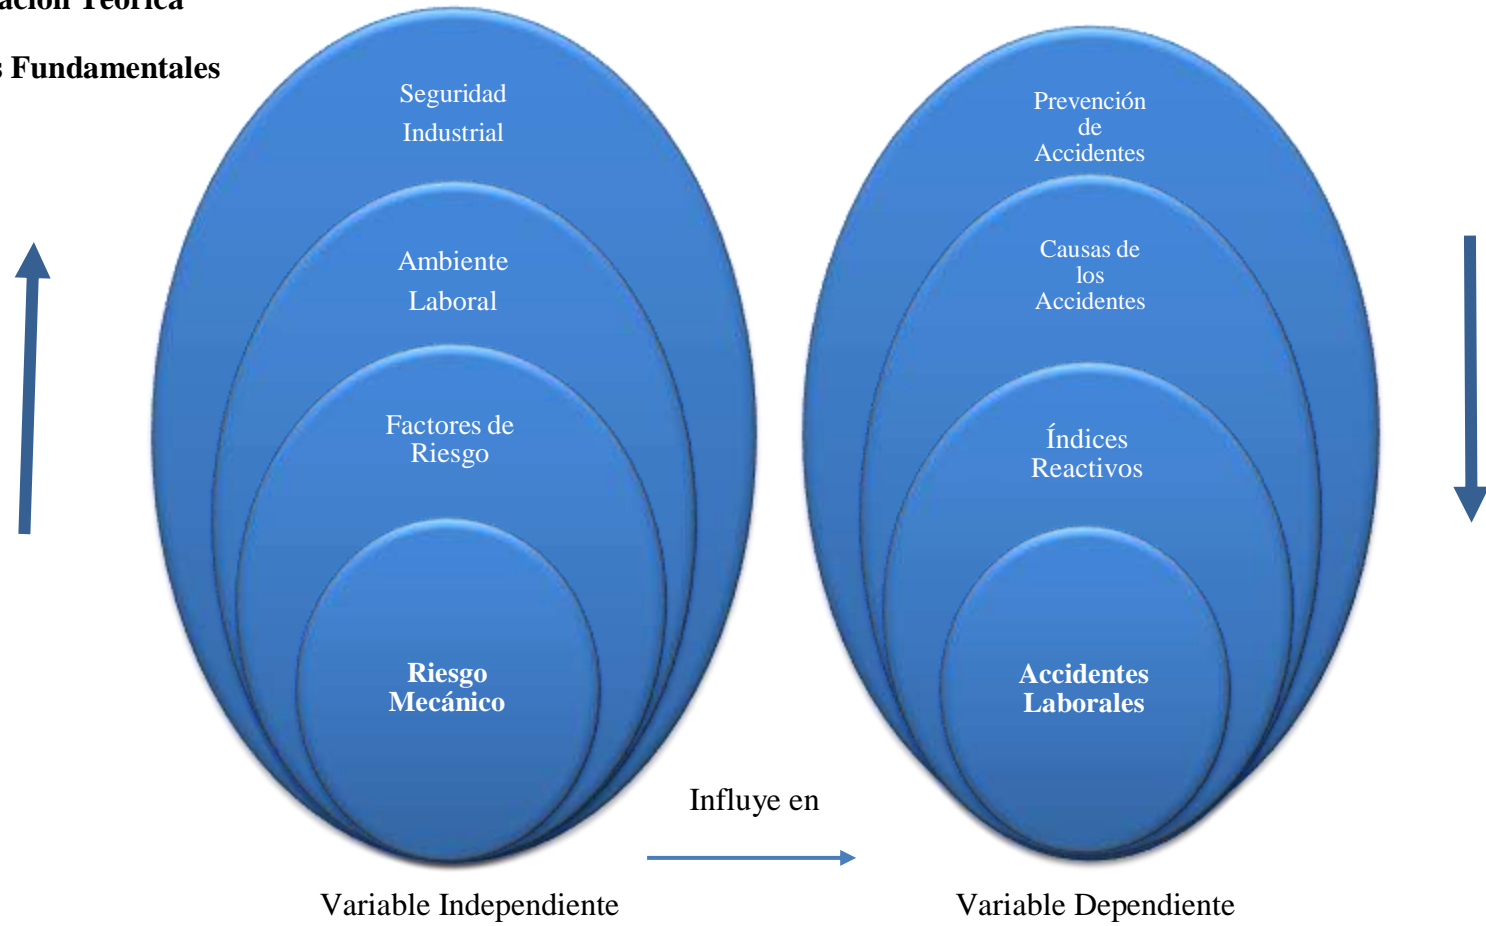 Teórica
Fundamentales
Seguridad
Industrial
Ambiente
Laboral
Factores de
Riesgo
Riesgo
Mecánico
Prevención
de
Accidentes
Causas de
los
Accidentes
Índices
Reactivos
Accidentes
Laborales
Influye en
Variable Independiente
Variable Dependiente